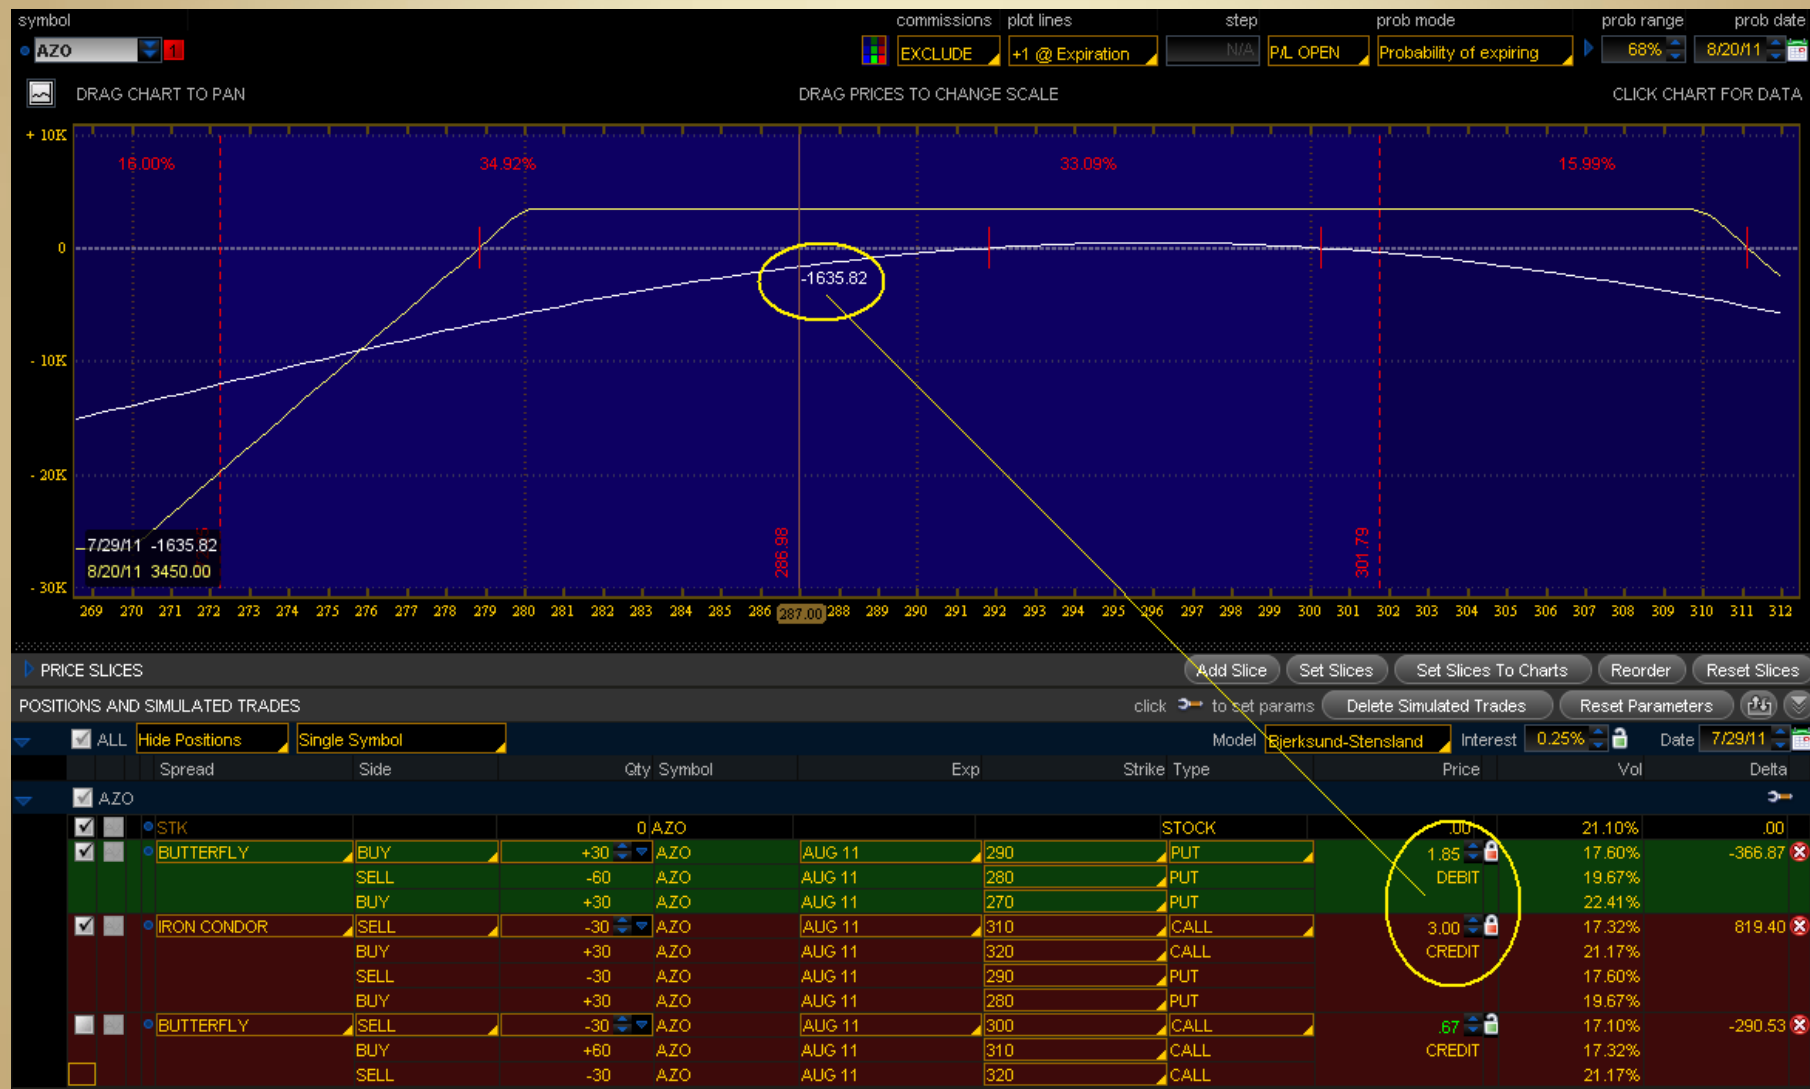 symbol commissions plot lines step prob mode prob range prob date
AZO 1 EXCLUDE +1 @ Expiration N/A P/L OPEN Probability of expiring 68% 8/20/11
DRAG CHART TO PAN DRAG PRICES TO CHANGE SCALE CLICK CHART FOR DATA
+ 10K
16.00% 34.92% 33.09% 15.99%
0
-1635.82
- 10K
- 20K
7/29/11 -1635.82
8/20/11 3450.00
286.98
301.79
- 30K
269 270 271 272 273 274 275 276 277 278 279 280 281 282 283 284 285 286 287.00 288 289 290 291 292 293 294 295 296 297 298 299 300 301 302 303 304 305 306 307 308 309 310 311 312
PRICE SLICES Add Slice Set Slices Set Slices To Charts Reorder Reset Slices
POSITIONS AND SIMULATED TRADES click to set params Delete Simulated Trades Reset Parameters
ALL Hide Positions Single Symbol Model Bjerksund-Stensland Interest 0.25% Date 7/29/11
Spread Side Qty Symbol Exp Strike Type Price Vol Delta
AZO
STK 0 AZO STOCK .00 21.10% .00
BUTTERFLY BUY +30 AZO AUG 11 290 PUT 1.85 17.60% -366.87
SELL -60 AZO AUG 11 280 PUT DEBIT 19.67%
BUY +30 AZO AUG 11 270 PUT 22.41%
IRON CONDOR SELL -30 AZO AUG 11 310 CALL 3.00 17.32% 819.40
BUY +30 AZO AUG 11 320 CALL CREDIT 21.17%
SELL -30 AZO AUG 11 290 PUT 17.60%
BUY +30 AZO AUG 11 280 PUT 19.67%
BUTTERFLY SELL -30 AZO AUG 11 300 CALL .67 17.10% -290.53
BUY +60 AZO AUG 11 310 CALL CREDIT 17.32%
SELL -30 AZO AUG 11 320 CALL 21.17%